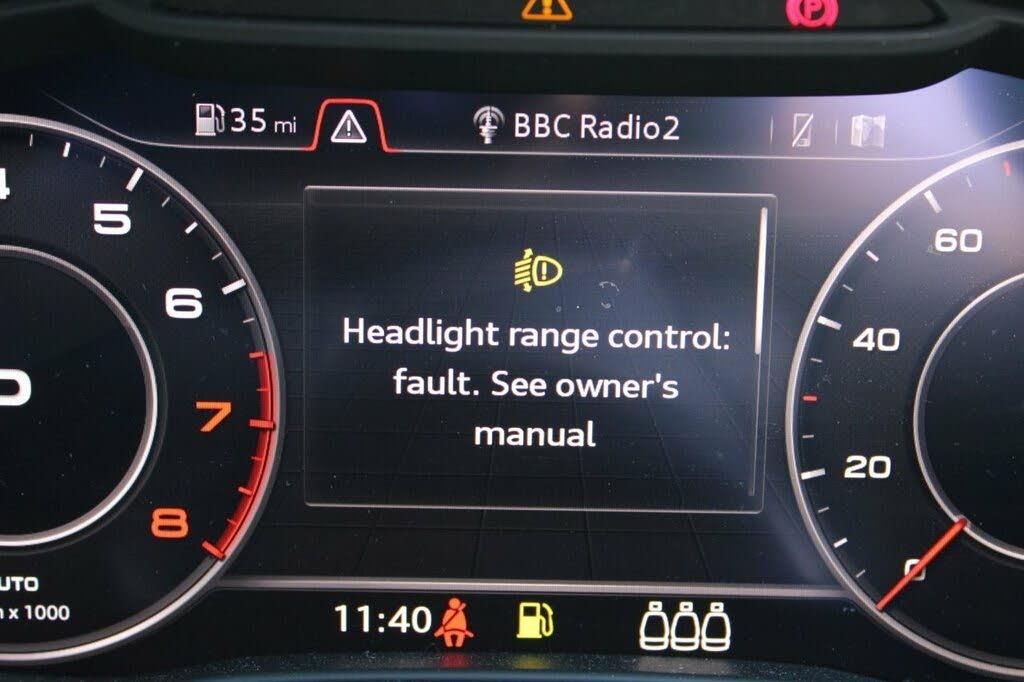 35 mi
BBC Radio2
5
6
7
8
Headlight range control:
fault. See owner's
manual
60
40
20
0
x 1000
11:40